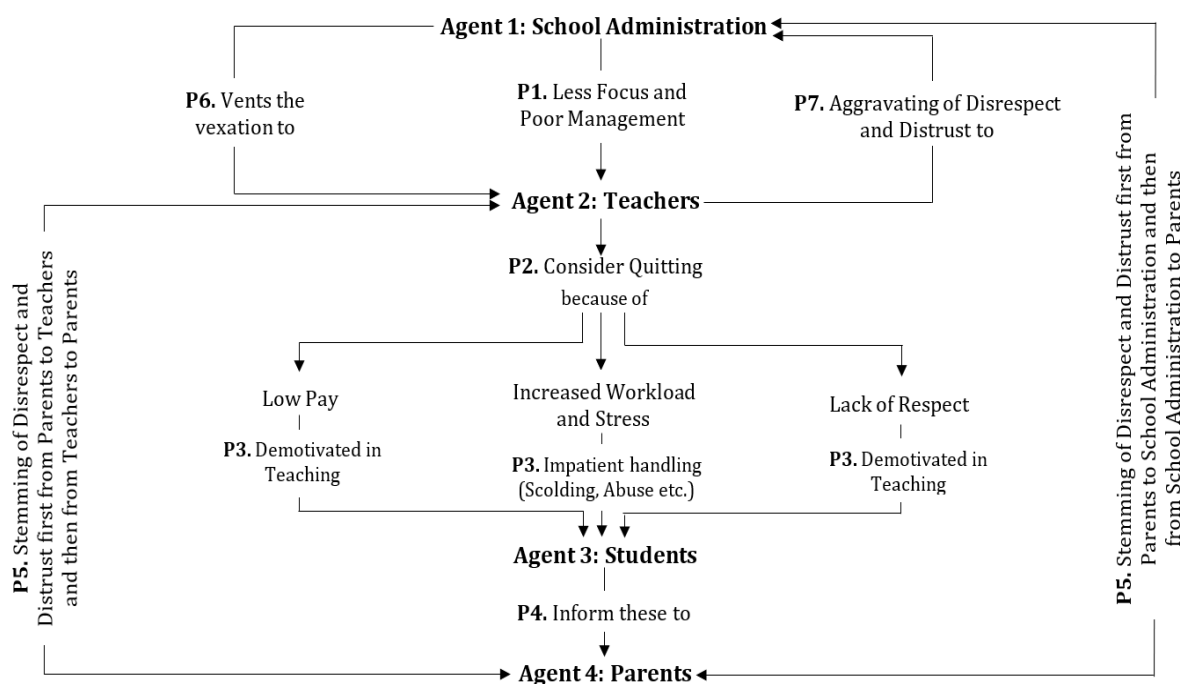 Agent 1: School Administration
P6. Vents the
vexation to
P1. Less Focus and
Poor Management
P7. Aggravating of Disrespect
and Distrust to
Agent 2: Teachers
P2. Consider Quitting
because of
Low Pay
Increased Workload
and Stress
Lack of Respect
P3. Demotivated in
Teaching
P3. Impatient handling
(Scolding, Abuse etc.)
P3. Demotivated in
Teaching
Agent 3: Students
P4. Inform these to
Agent 4: Parents
P5. Stemming of Disrespect and
Distrust first from Parents to Teachers
and then from Teachers to Parents
P5. Stemming of Disrespect and Distrust first from
Parents to School Administration and then
from School Administration to Parents